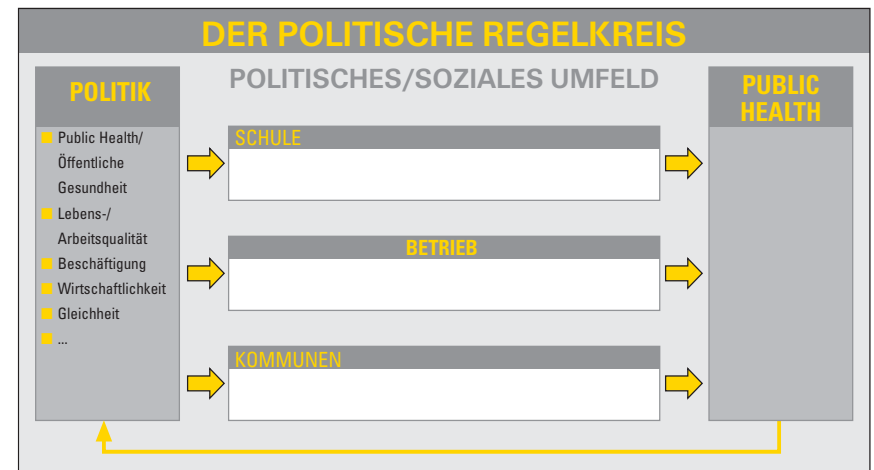 DER POLITISCHE REGELKREIS
POLITIK
Public Health/
Öffentliche
Gesundheit
Lebens-/
Arbeitsqualität
Beschäftigung
Wirtschaftlichkeit
Gleichheit
...
POLITISCHES/SOZIALES UMFELD
SCHULE
BETRIEB
KOMMUNEN
PUBLIC
HEALTH